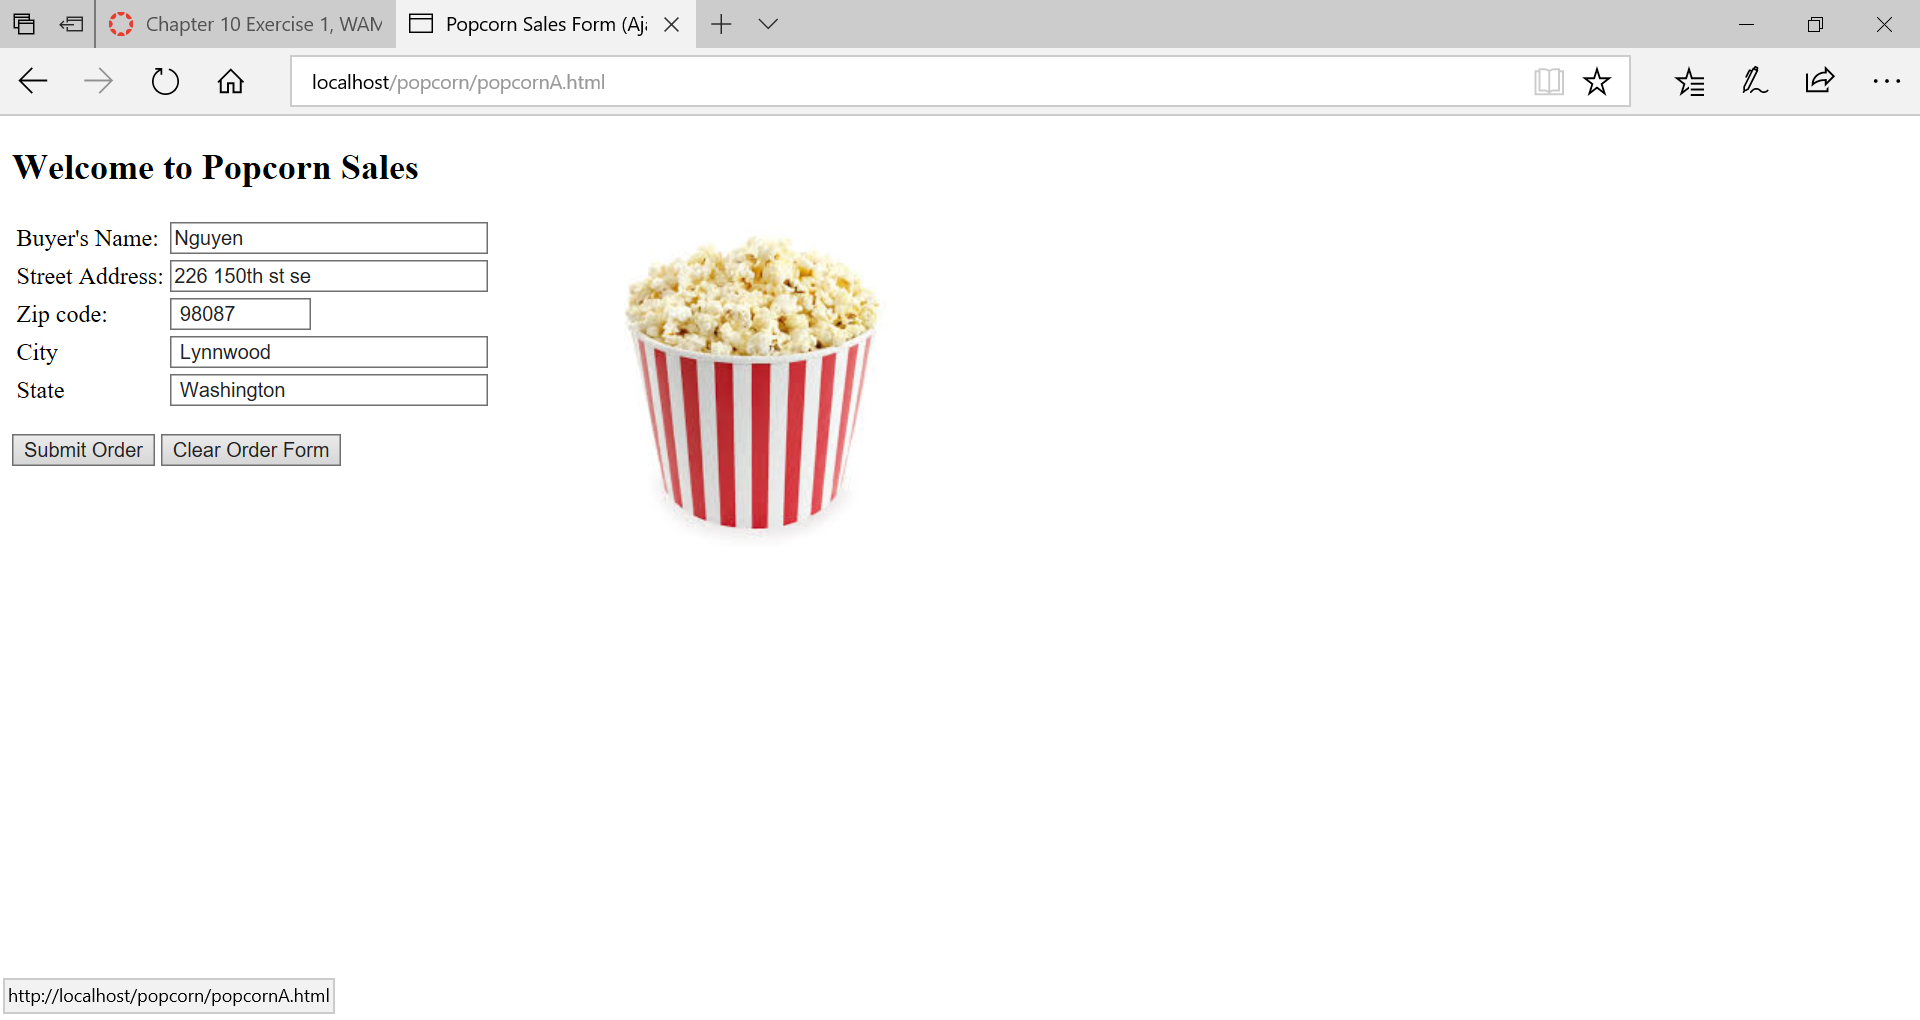 Chapter 10 Exercise 1, WAM
Popcorn Sales Form (Aja
localhost/popcorn/popcornA.html
Welcome to Popcorn Sales
Buyer's Name: Nguyen
Street Address: 226 150th st se
Zip code: 98087
City Lynnwood
State Washington
Submit Order Clear Order Form
http://localhost/popcorn/popcornA.html